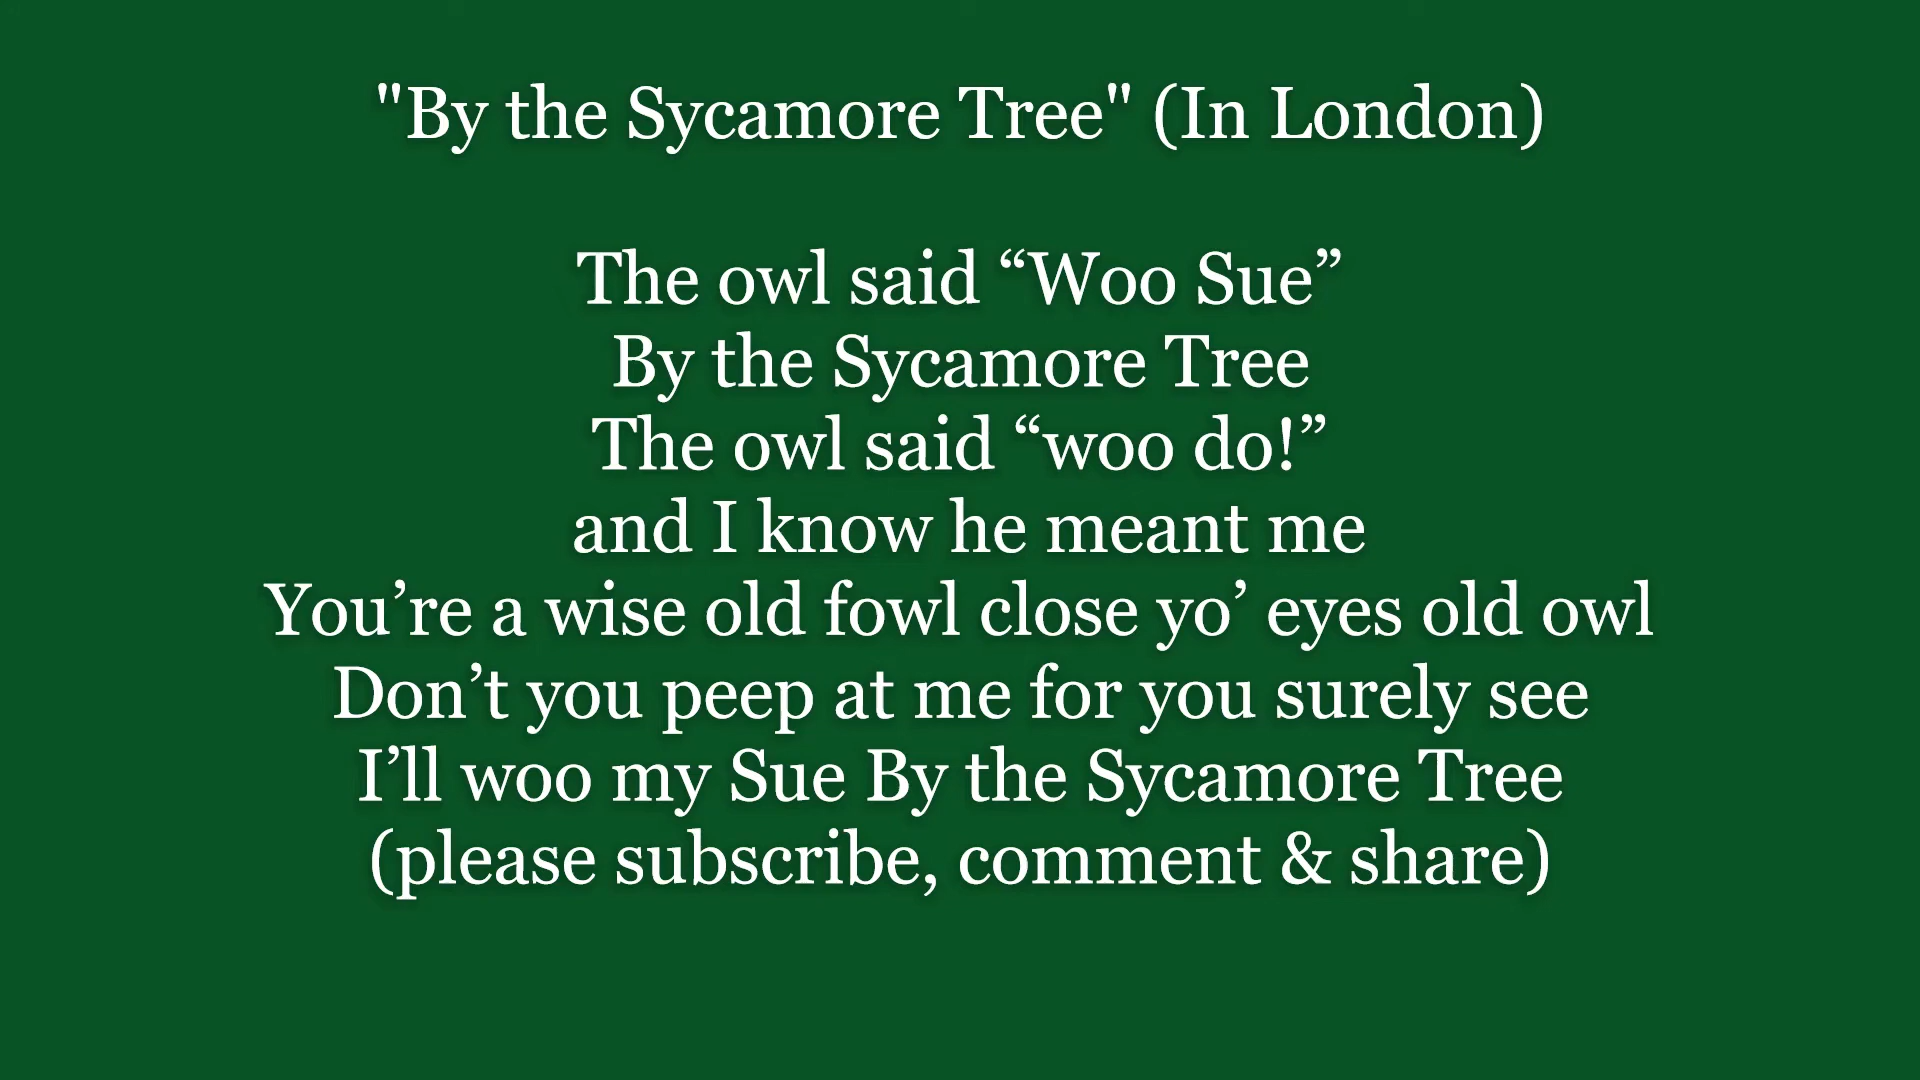 "By the Sycamore Tree" (In London)
The owl said “Woo Sue”
By the Sycamore Tree
The owl said “woo do!”
and I know he meant me
You’re a wise old fowl close yo’ eyes old owl
Don’t you peep at me for you surely see
I’ll woo my Sue By the Sycamore Tree
(please subscribe, comment & share)